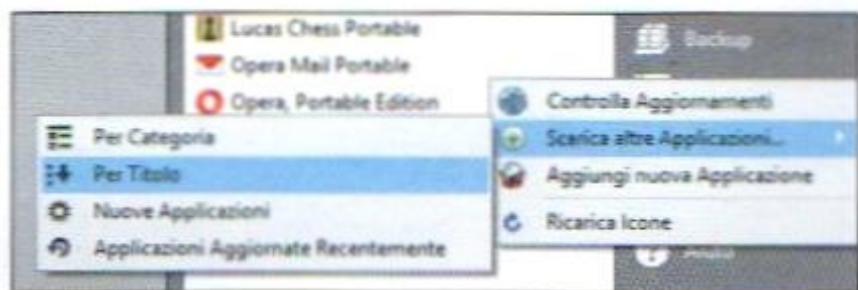 Lucas Chess Portable
Opera Mail Portable
Opera, Portable Edition
Backup
Controlla Aggiornamenti
Scarica altre Applicazioni...
Aggiungi nuova Applicazione
Ricarica Icone
Per Categoria
Per Titolo
Nuove Applicazioni
Applicazioni Aggiornate Recentemente
Aiuto